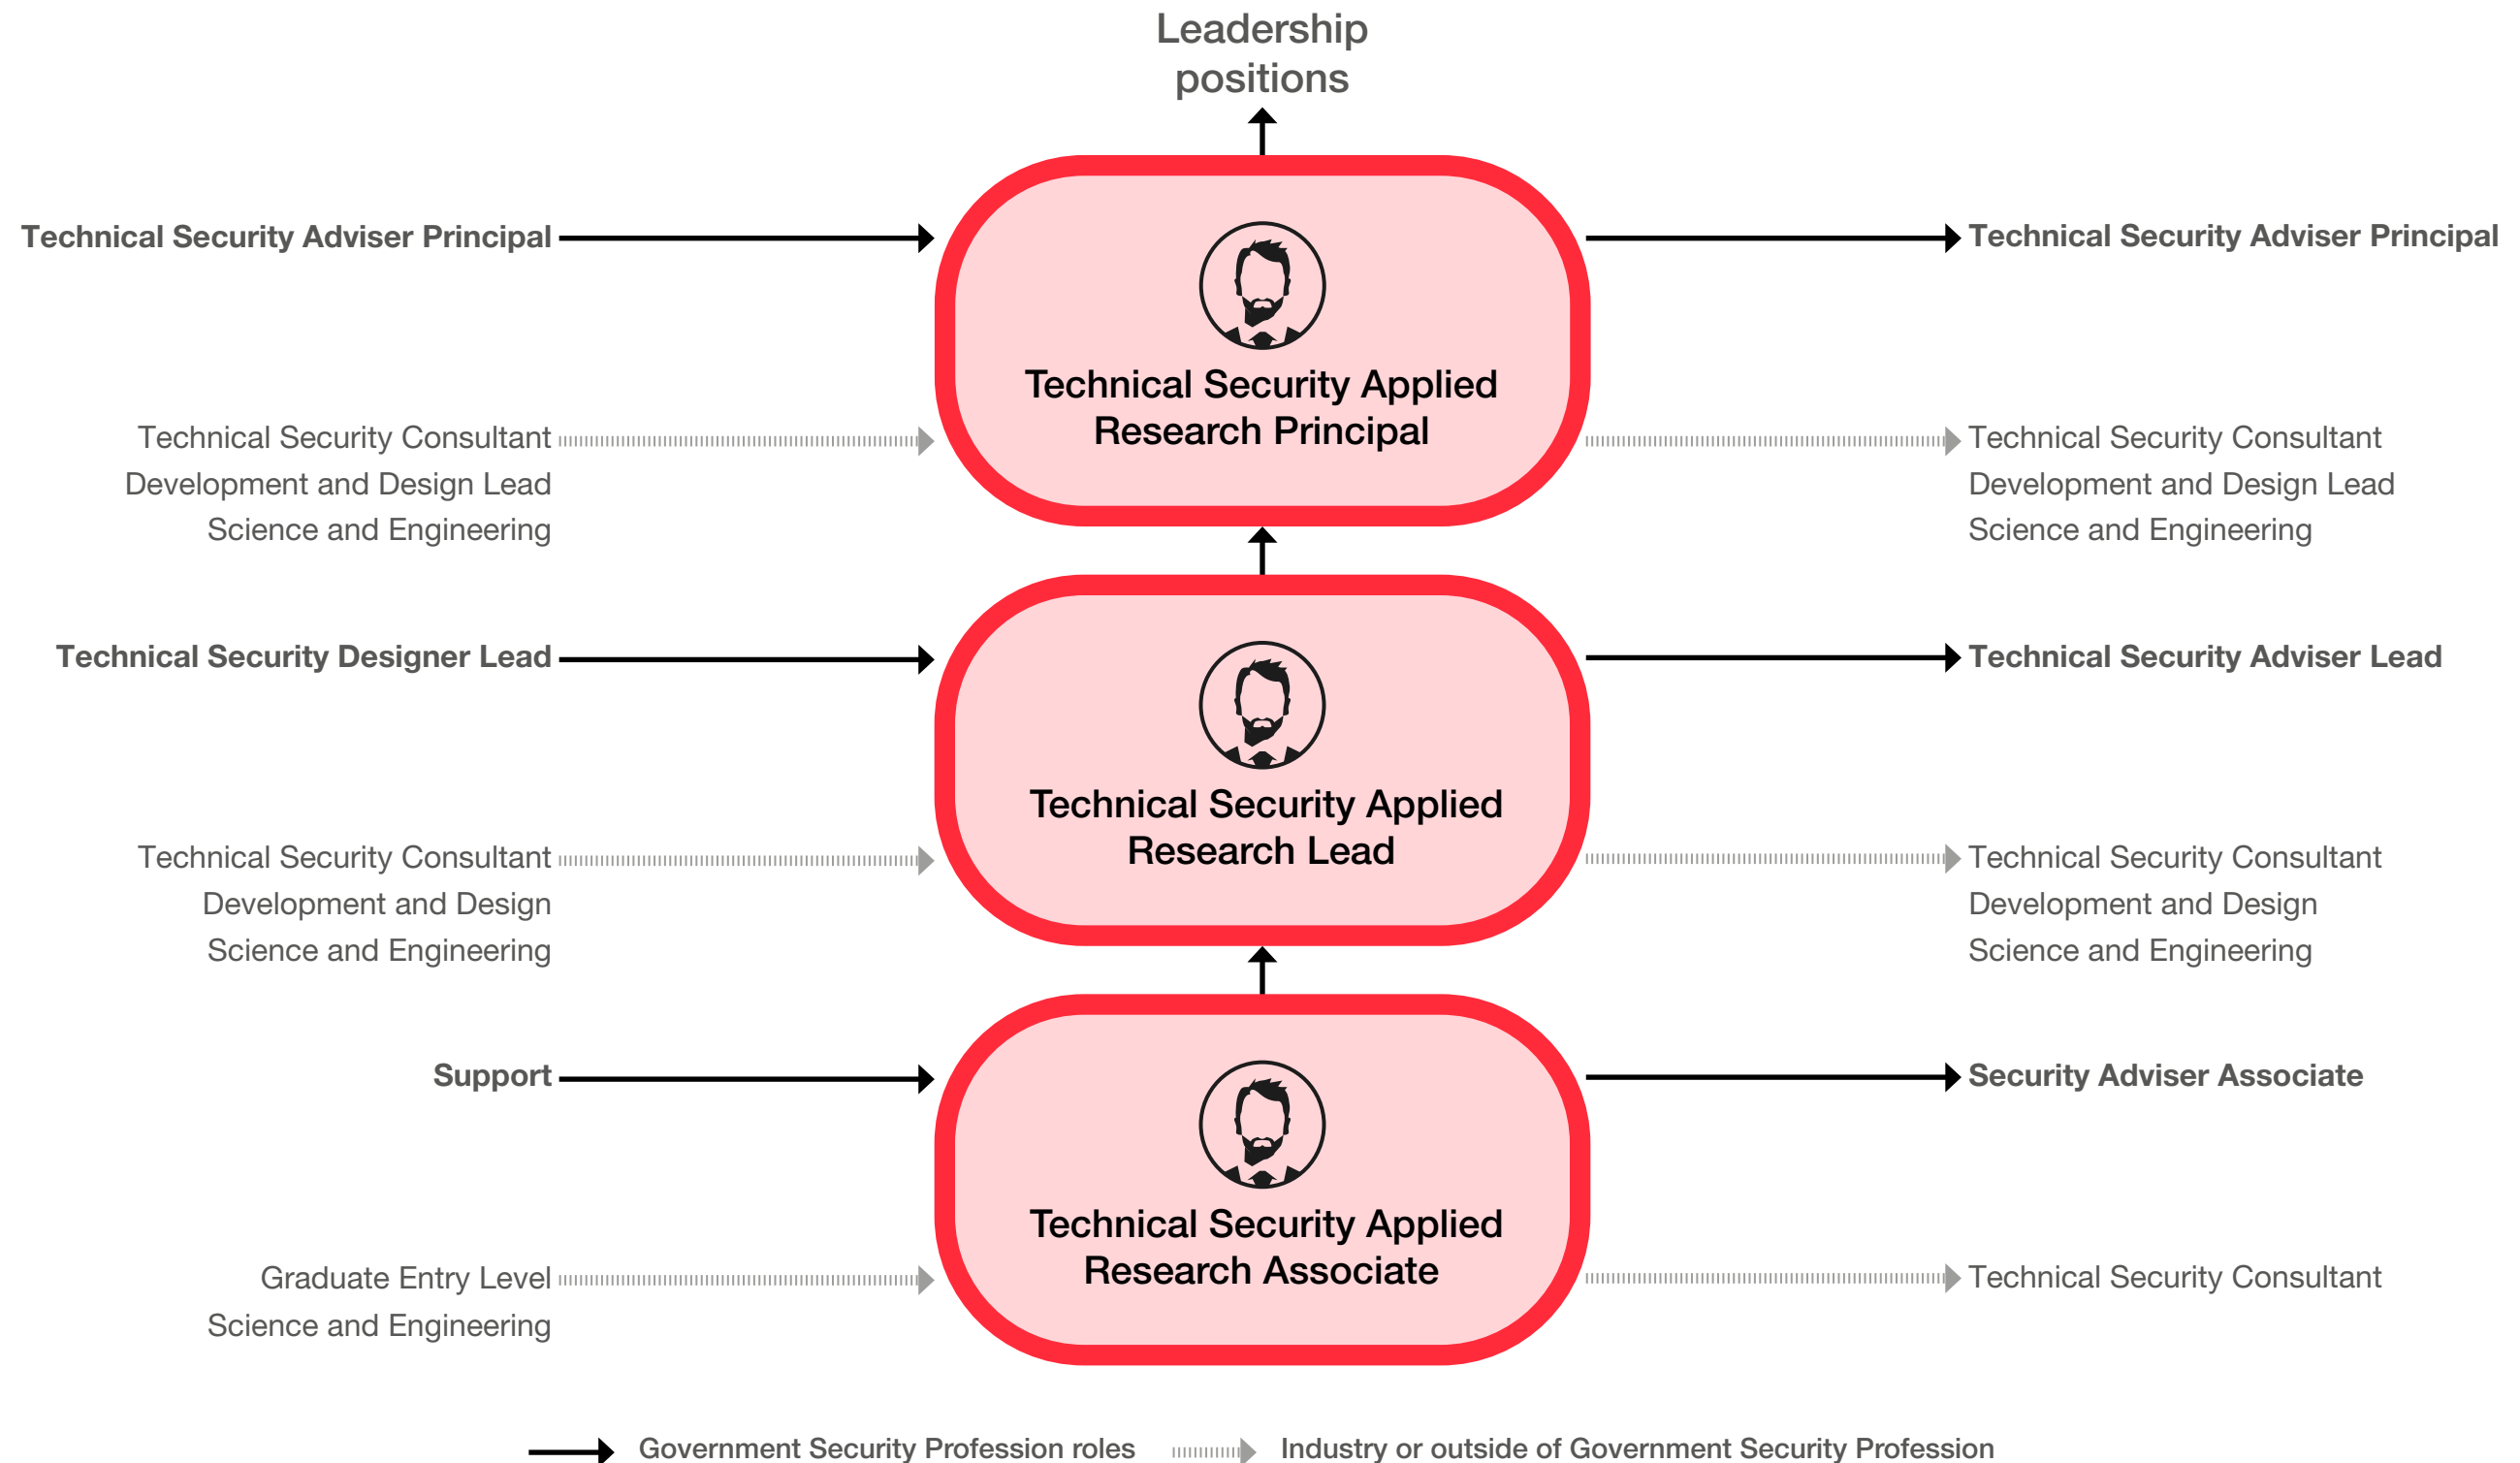 Leadership
positions
Technical Security Adviser Principal
Technical Security Consultant
Development and Design Lead
Science and Engineering
Technical Security Applied
Research Principal
Technical Security Adviser Principal
Technical Security Consultant
Development and Design Lead
Science and Engineering
Technical Security Designer Lead
Technical Security Consultant
Development and Design
Science and Engineering
Technical Security Applied
Research Lead
Technical Security Adviser Lead
Technical Security Consultant
Development and Design
Science and Engineering
Support
Graduate Entry Level
Science and Engineering
Technical Security Applied
Research Associate
Security Adviser Associate
Technical Security Consultant
Government Security Profession roles
Industry or outside of Government Security Profession